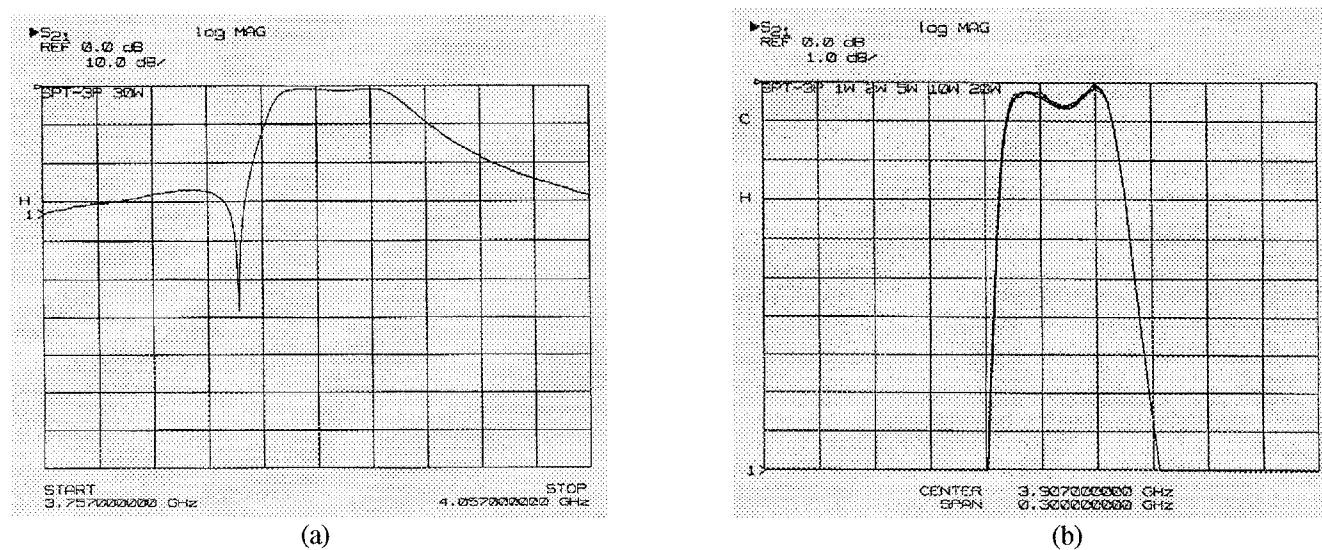 ▶S21 log MAG
REF 0.0 dB
10.0 dB/
SPT-3P 30W
H
1
START
3.757000000 GHz
STOP
4.057000000 GHz
(a)
▶S21 log MAG
REF 0.0 dB
1.0 dB/
SPT-3P 1W 2W 5W 10W 20W
C
H
1
CENTER 3.907000000 GHz
SPAN 0.300000000 GHz
(b)